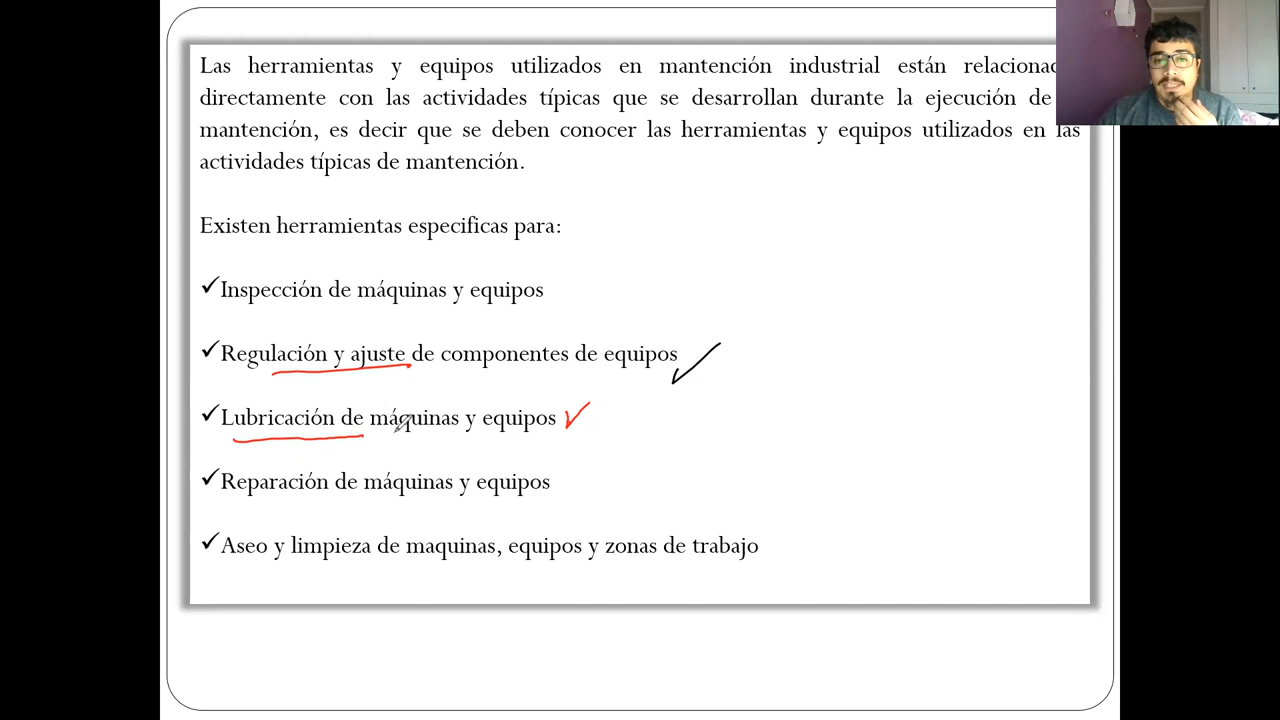 Las herramientas y equipos utilizados en mantención industrial están
directamente con las actividades típicas que se desarrollan durante la ejecución de
mantención, es decir que se deben conocer las herramientas y equipos utilizados en las
actividades típicas de mantención.
Existen herramientas especificas para:
✓Inspección de máquinas y equipos
✓Regulación y ajuste de componentes de equipos
✓Lubricación de máquinas y equipos
✓Reparación de máquinas y equipos
✓Aseo y limpieza de maquinas, equipos y zonas de trabajo